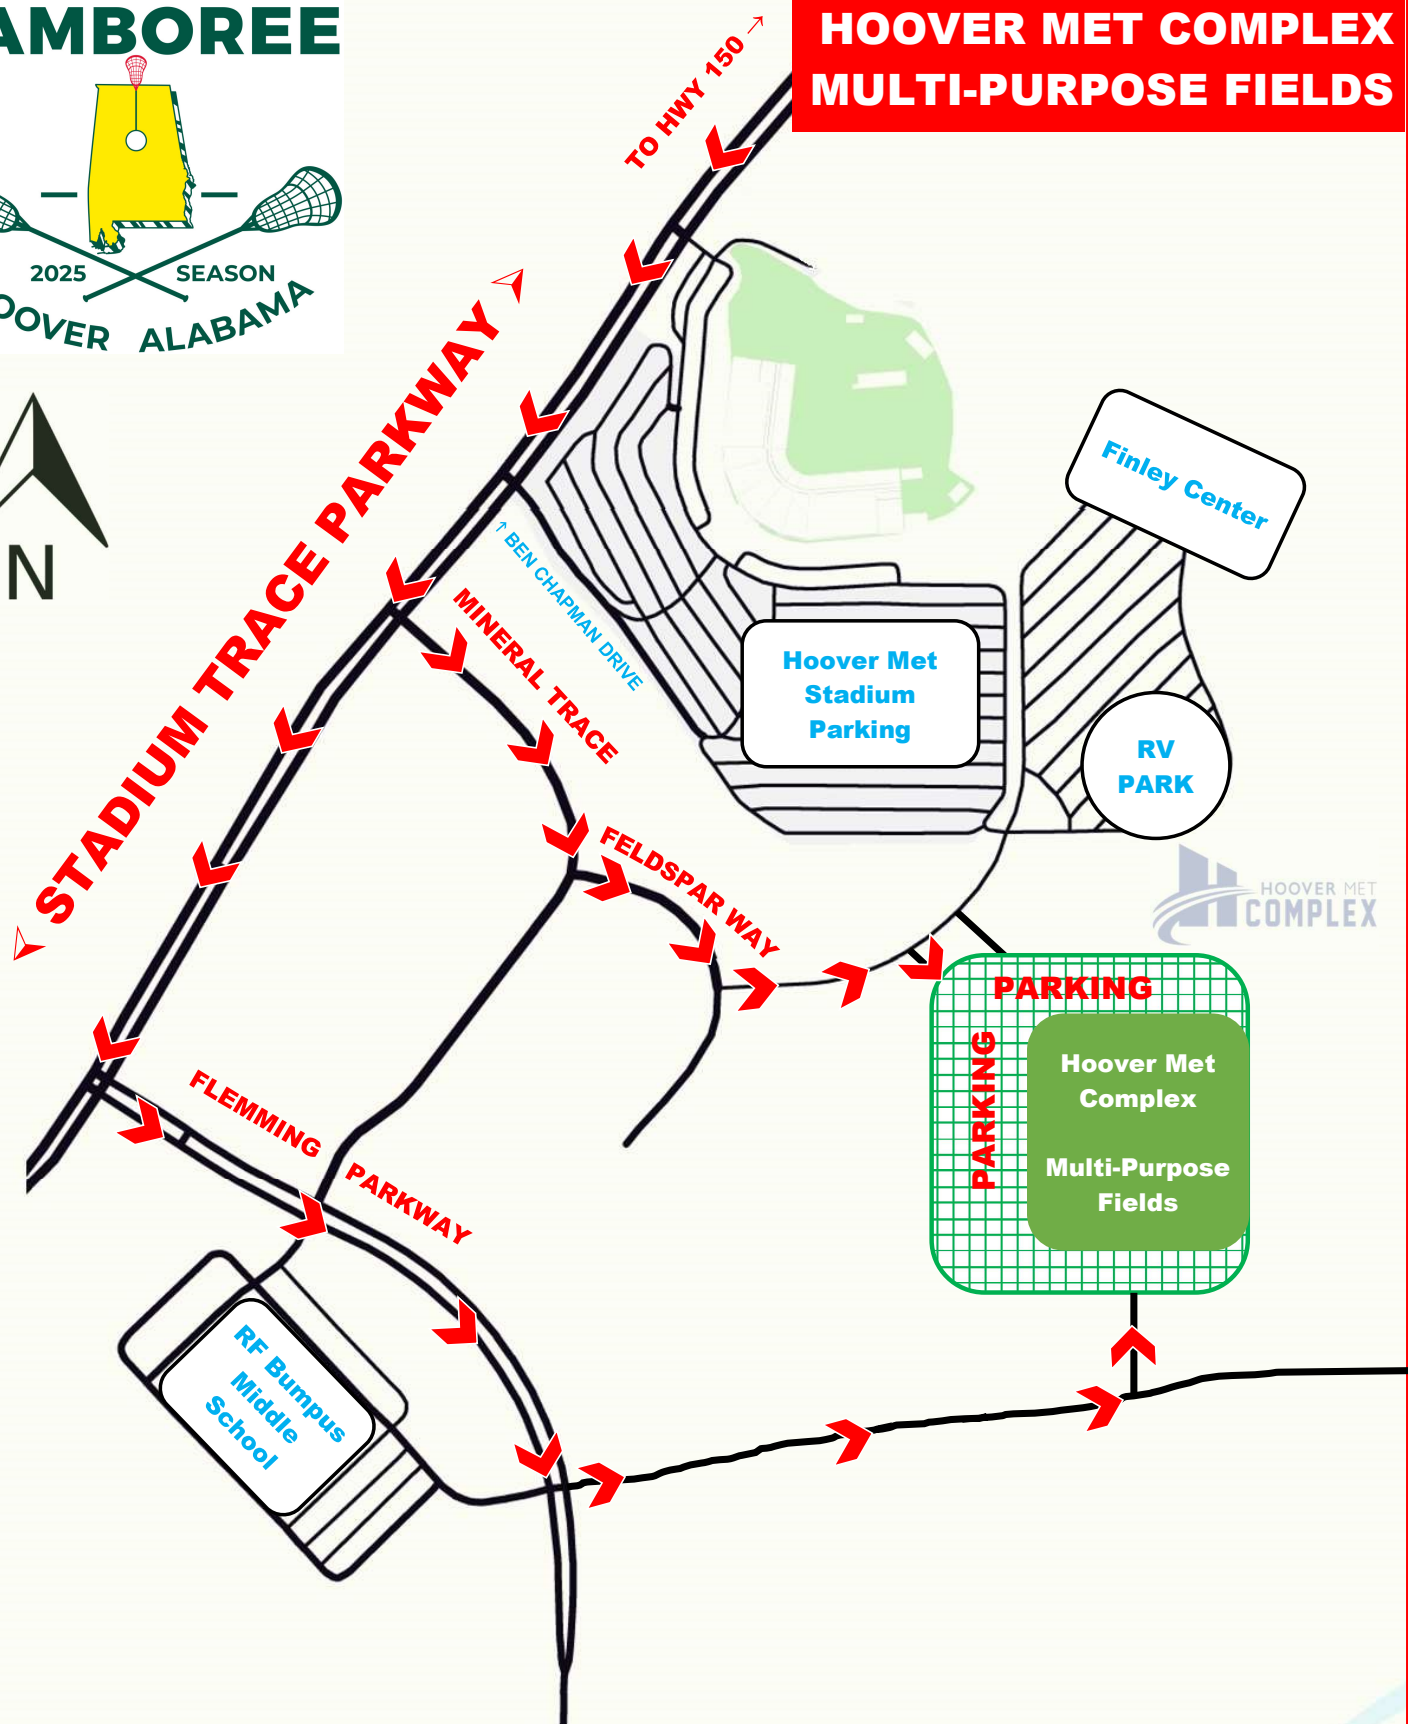 AMBOREE
2025 SEASON
OOVER ALABAMA
N
HOOVER MET COMPLEX
MULTI-PURPOSE FIELDS
TO HWY 150 →
STADIUM TRACE PARKWAY
↑ BEN CHAPMAN DRIVE
MINERAL TRACE
FELDSPAR WAY
Finley Center
Hoover Met
Stadium
Parking
RV
PARK
HOOVER MET
COMPLEX
PARKING
PARKING
Hoover Met
Complex
Multi-Purpose
Fields
FLEMMING PARKWAY
RF Bumpus
Middle
School